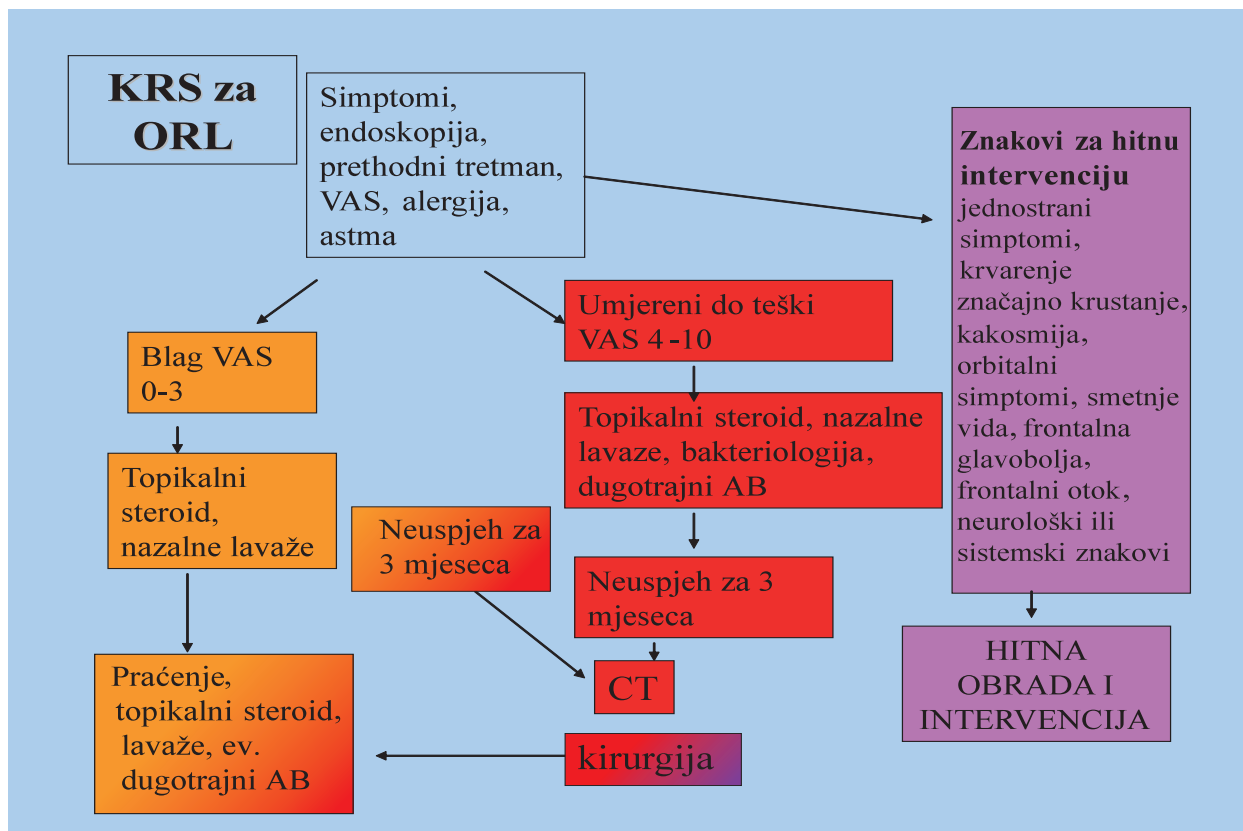 KRS za
ORL
Simptomi,
endoskopija,
prethodni tretman,
VAS, alergija,
astma
Znakovi za hitnu
intervenciju
jednostrani
simptomi,
krvarenje
značajno krustanje,
kakosmija,
orbitalni
simptomi, smetnje
vida, frontalna
glavobolja,
frontalni otok,
neurološki ili
sistemski znakovi
Umjereni do teški
VAS 4-10
Blag VAS
0-3
Topikalni steroid, nazalne
lavaze, bakteriologija,
dugotrajni AB
Topikalni
steroid,
nazalne lavaže
Neuspjeh za
3 mjeseca
Neuspjeh za 3
mjeseca
HITNA
OBRADA I
INTERVENCIJA
Praćenje,
topikalni steroid,
lavaže, ev.
dugotrajni AB
CT
kirurgija